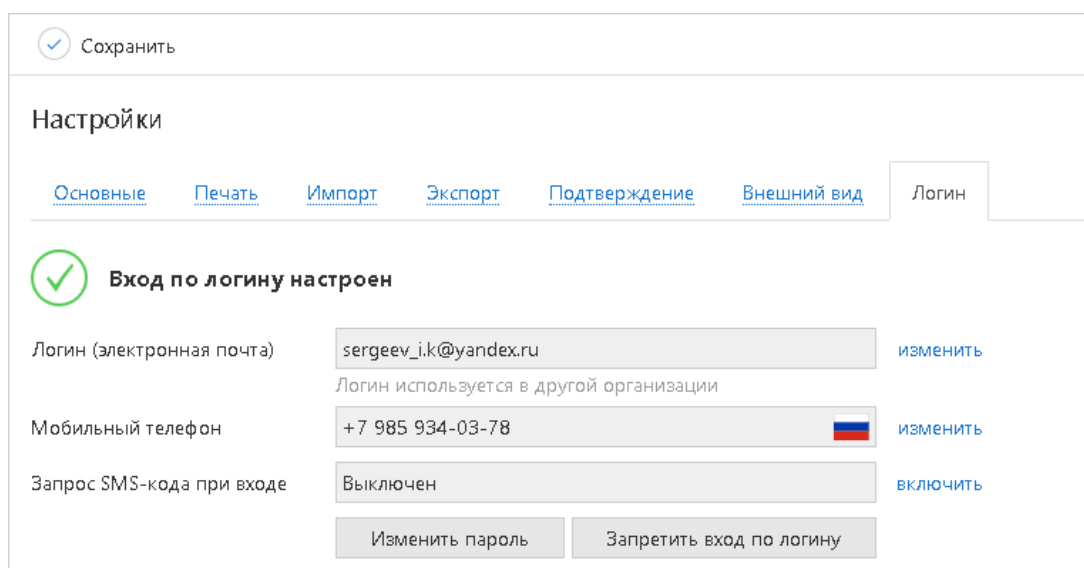 Сохранить
Настройки
Основные Печать Импорт Экспорт Подтверждение Внешний вид Логин
Вход по логину настроен
Логин (электронная почта) sergeev_i.k@yandex.ru изменить
Логин используется в другой организации
Мобильный телефон +7 985 934-03-78 изменить
Запрос SMS-кода при входе Выключен включить
Изменить пароль Запретить вход по логину